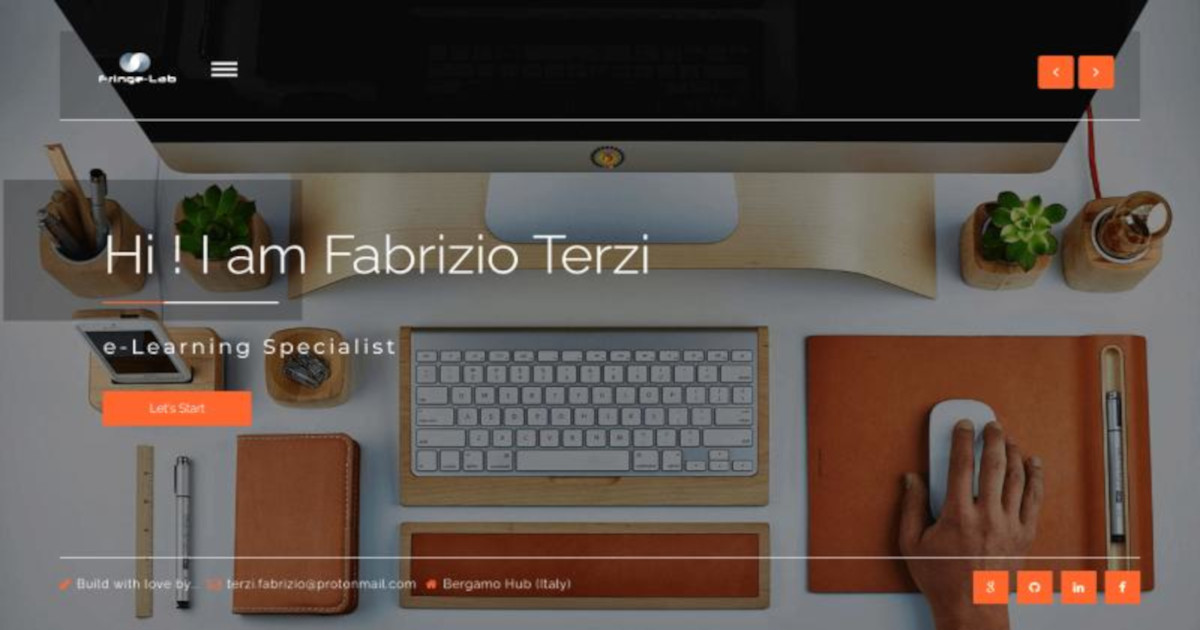 Fringe-Lab
Hi ! I am Fabrizio Terzi
e-Learning Specialist
Let's Start
Build with love by... terzi.fabrizio@protonmail.com Bergamo Hub (Italy)